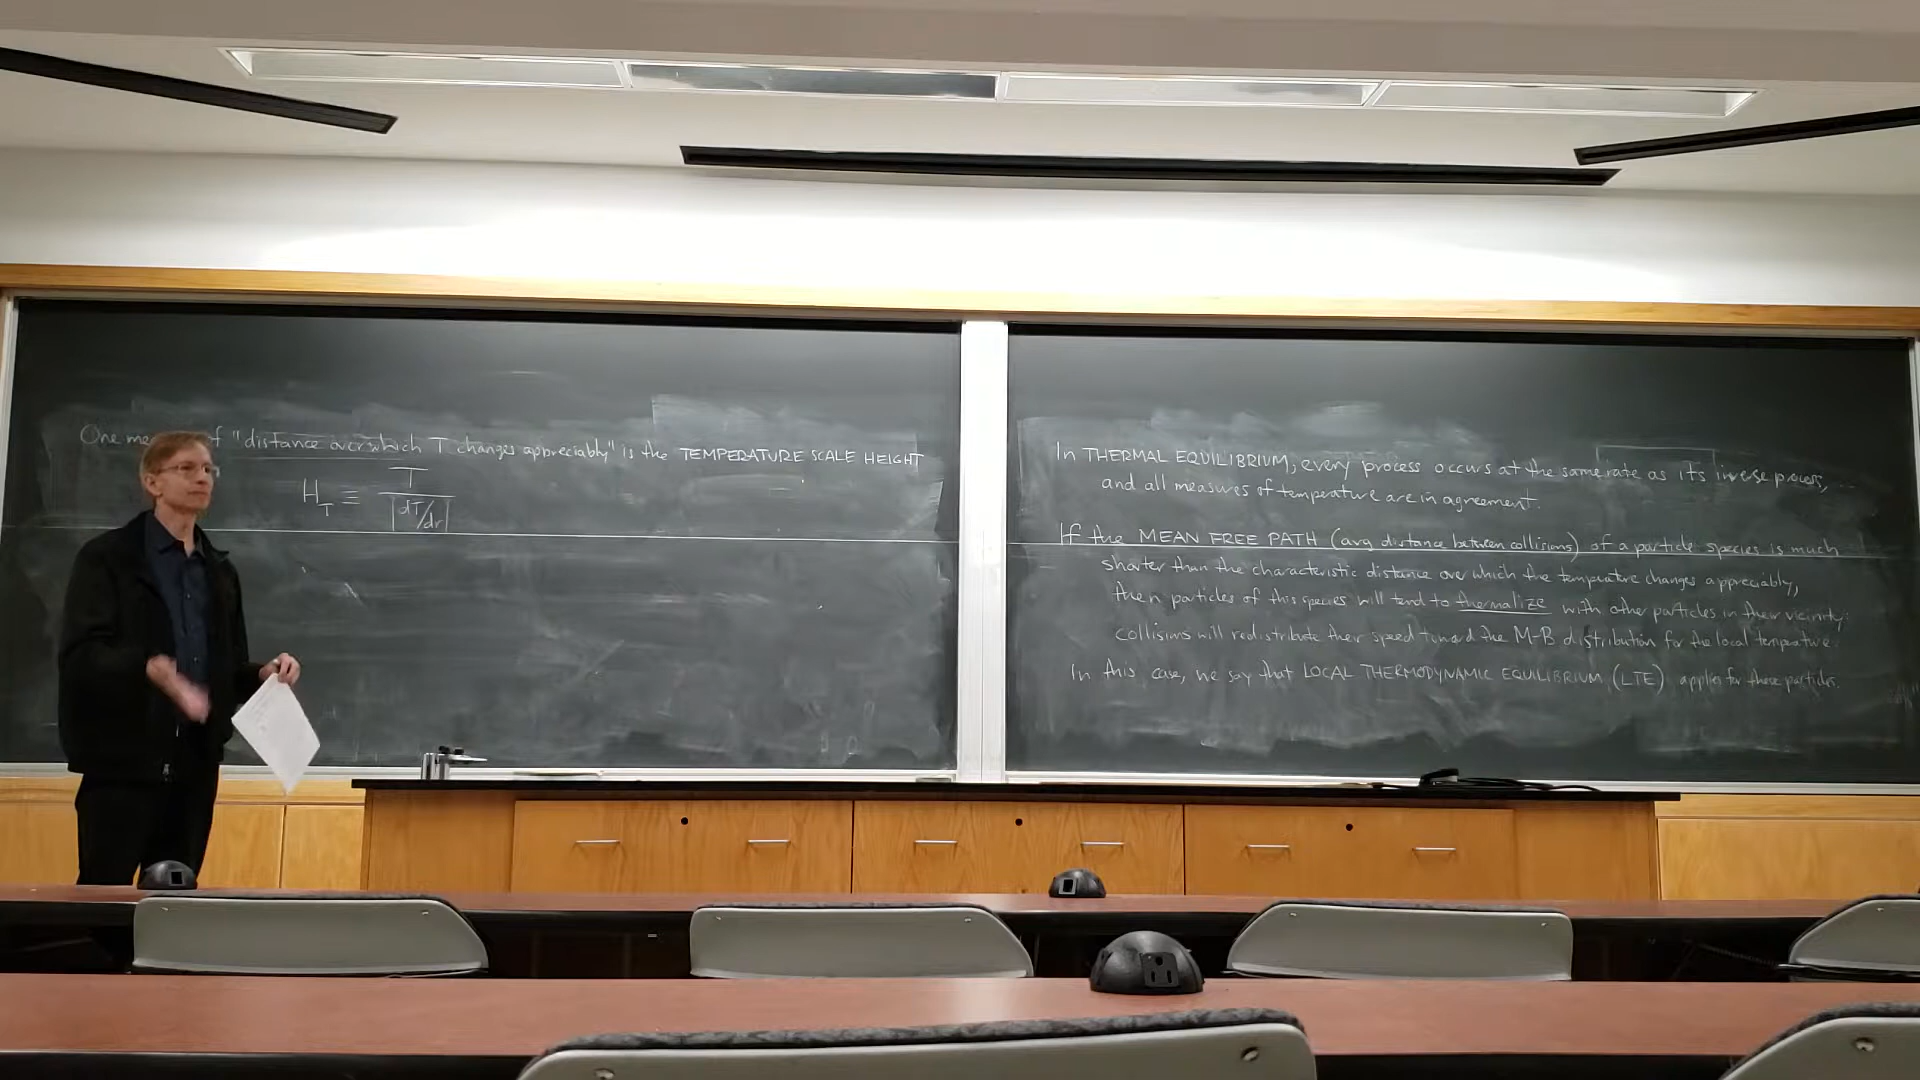 One me f "distance over which T changes appreciably" is the TEMPERATURE SCALE HEIGHT
H_T ≡ T / |dT/dr|
In THERMAL EQUILIBRIUM, every process occurs at the same rate as its inverse process,
and all measures of temperature are in agreement.
If the MEAN FREE PATH (avg distance between collisions) of a particle species is much
shorter than the characteristic distance over which the temperature changes appreciably,
then particles of this species will tend to thermalize with other particles in their vicinity:
collisions will redistribute their speed toward the M-B distribution for the local temperature.
In this case, we say that LOCAL THERMODYNAMIC EQUILIBRIUM (LTE) applies for these particles.